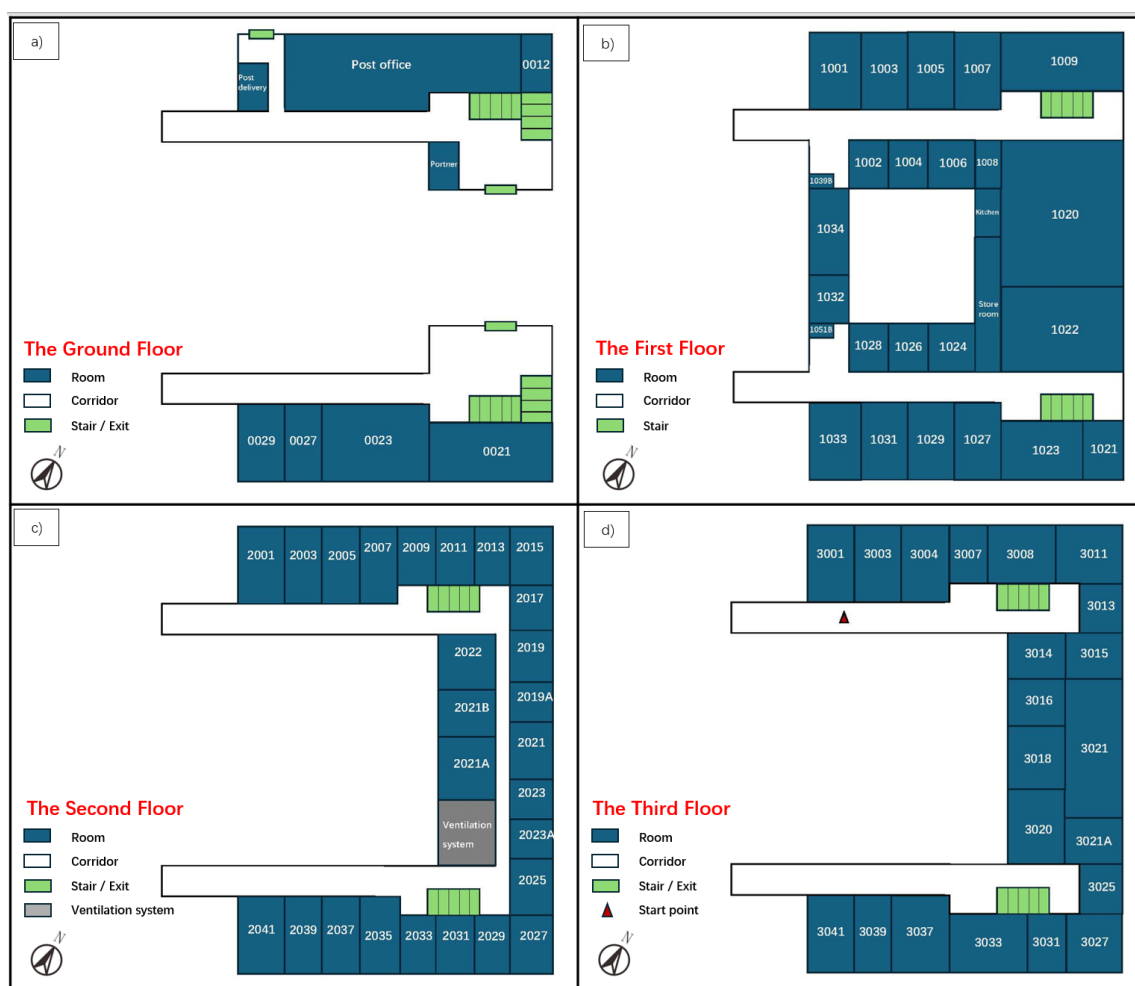 a)
Post office
0012
Post
delivery
Portner
The Ground Floor
Room
Corridor
Stair / Exit
N
0029
0027
0023
0021
b)
1001
1003
1005
1007
1009
1002
1004
1006
1008
1039B
1034
Kitchen
1020
1032
Store
room
1051B
1022
1028
1026
1024
The First Floor
Room
Corridor
Stair
N
1033
1031
1029
1027
1023
1021
c)
2001
2003
2005
2007
2009
2011
2013
2015
2017
2022
2019
2021B
2019A
2021A
2021
2023
Ventilation
system
2023A
2025
The Second Floor
Room
Corridor
Stair / Exit
Ventilation system
N
2041
2039
2037
2035
2033
2031
2029
2027
d)
3001
3003
3004
3007
3008
3011
3013
3014
3015
3016
3021
3018
3020
3021A
3025
The Third Floor
Room
Corridor
Stair / Exit
Start point
N
3041
3039
3037
3033
3031
3027